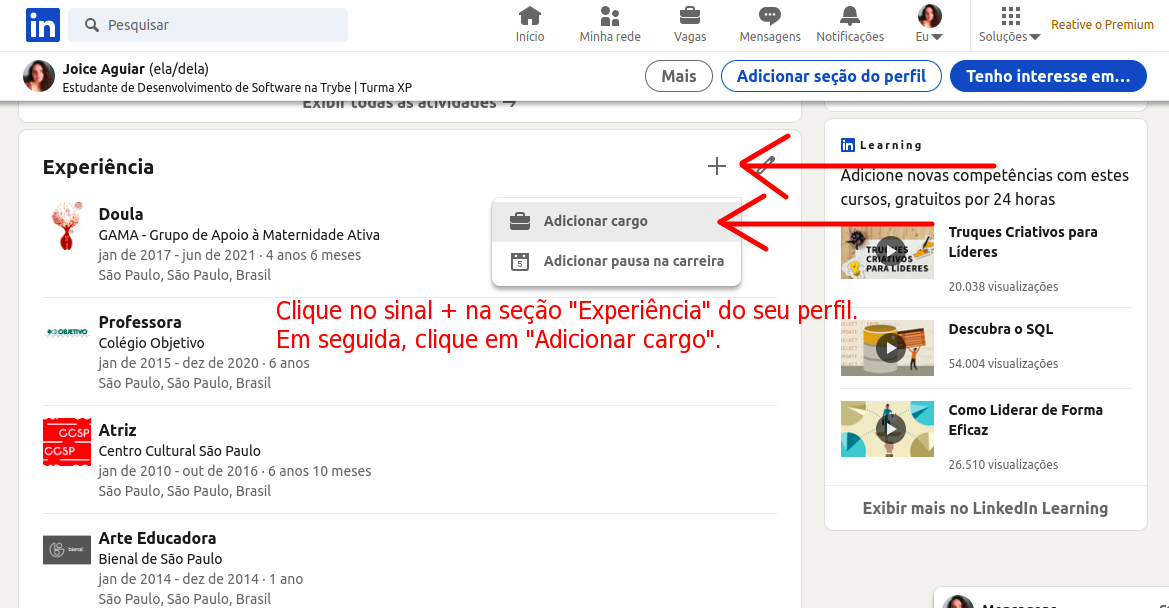 in
Pesquisar
Início
Minha rede
Vagas
Mensagens
Notificações
Eu
Soluções
Reative o Premium
Joice Aguiar (ela/dela)
Estudante de Desenvolvimento de Software na Trybe | Turma XP
Mais
Adicionar seção do perfil
Tenho interesse em...
Exibir todas as atividades →
Experiência
Adicionar cargo
5
Adicionar pausa na carreira
Doula
GAMA - Grupo de Apoio à Maternidade Ativa
jan de 2017 - jun de 2021 · 4 anos 6 meses
São Paulo, São Paulo, Brasil
Clique no sinal + na seção "Experiência" do seu perfil.
Em seguida, clique em "Adicionar cargo".
OBJETIVO
Professora
Colégio Objetivo
jan de 2015 - dez de 2020 · 6 anos
São Paulo, São Paulo, Brasil
CCSP
CCSP
Atriz
Centro Cultural São Paulo
jan de 2010 - out de 2016 · 6 anos 10 meses
São Paulo, São Paulo, Brasil
bienal
Arte Educadora
Bienal de São Paulo
jan de 2014 - dez de 2014 · 1 ano
São Paulo, São Paulo, Brasil
in Learning
Adicione novas competências com estes
cursos, gratuitos por 24 horas
TRUQUES
CRIATIVOS
PARA LÍDERES
Truques Criativos para
Líderes
20.038 visualizações
Descubra o SQL
54.004 visualizações
Como Liderar de Forma
Eficaz
26.510 visualizações
Exibir mais no LinkedIn Learning
Mensagens